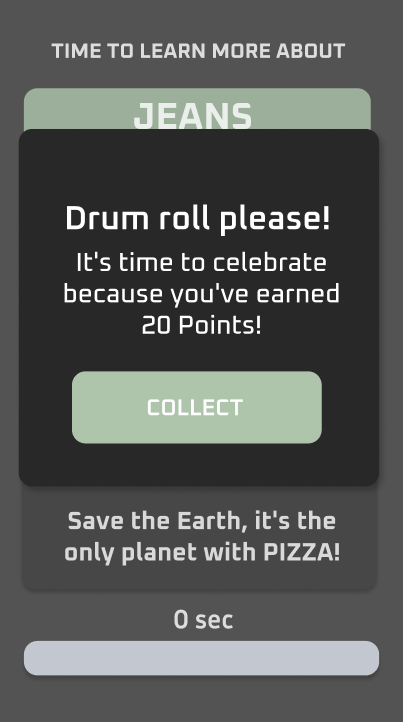 TIME TO LEARN MORE ABOUT
JEANS
Drum roll please!
It's time to celebrate
because you've earned
20 Points!
COLLECT
Save the Earth, it's the
only planet with PIZZA!
0 sec